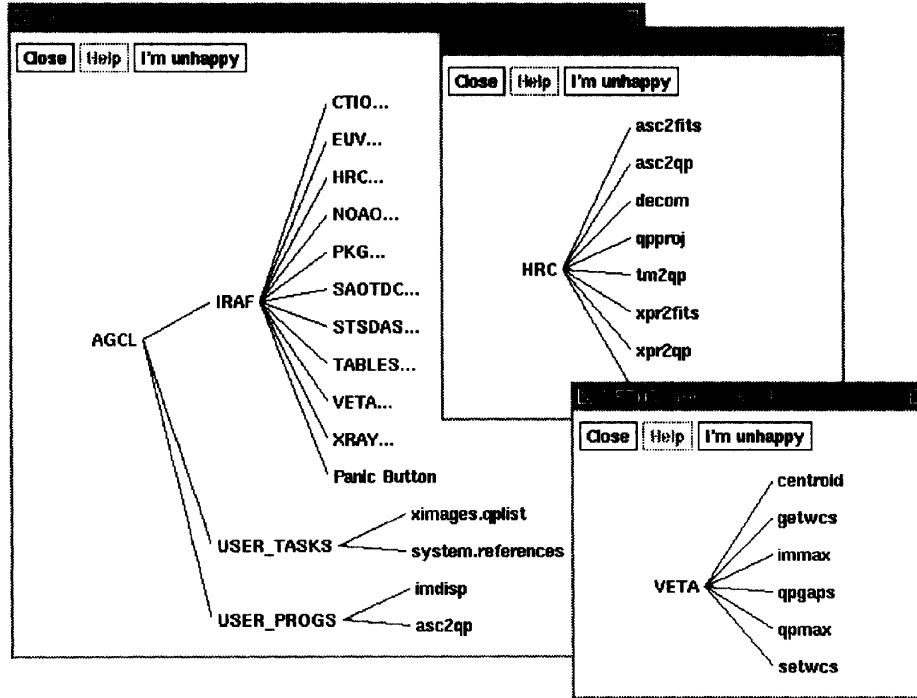 Close Help I'm unhappy
CTIO...
EUV...
HRC...
NOAO...
PKG...
IRAF
SAOTDC...
STSDAS...
AGCL
TABLES...
VETA...
XRAY...
Panic Button
ximages.qplist
USER_TASKS
system.references
imdisp
USER_PROGS
asc2qp
Close Help I'm unhappy
asc2fits
asc2qp
decom
qpproj
HRC
tm2qp
xpr2fits
xpr2qp
Close Help I'm unhappy
centroid
getwcs
immax
VETA
qpgaps
qpmax
setwcs